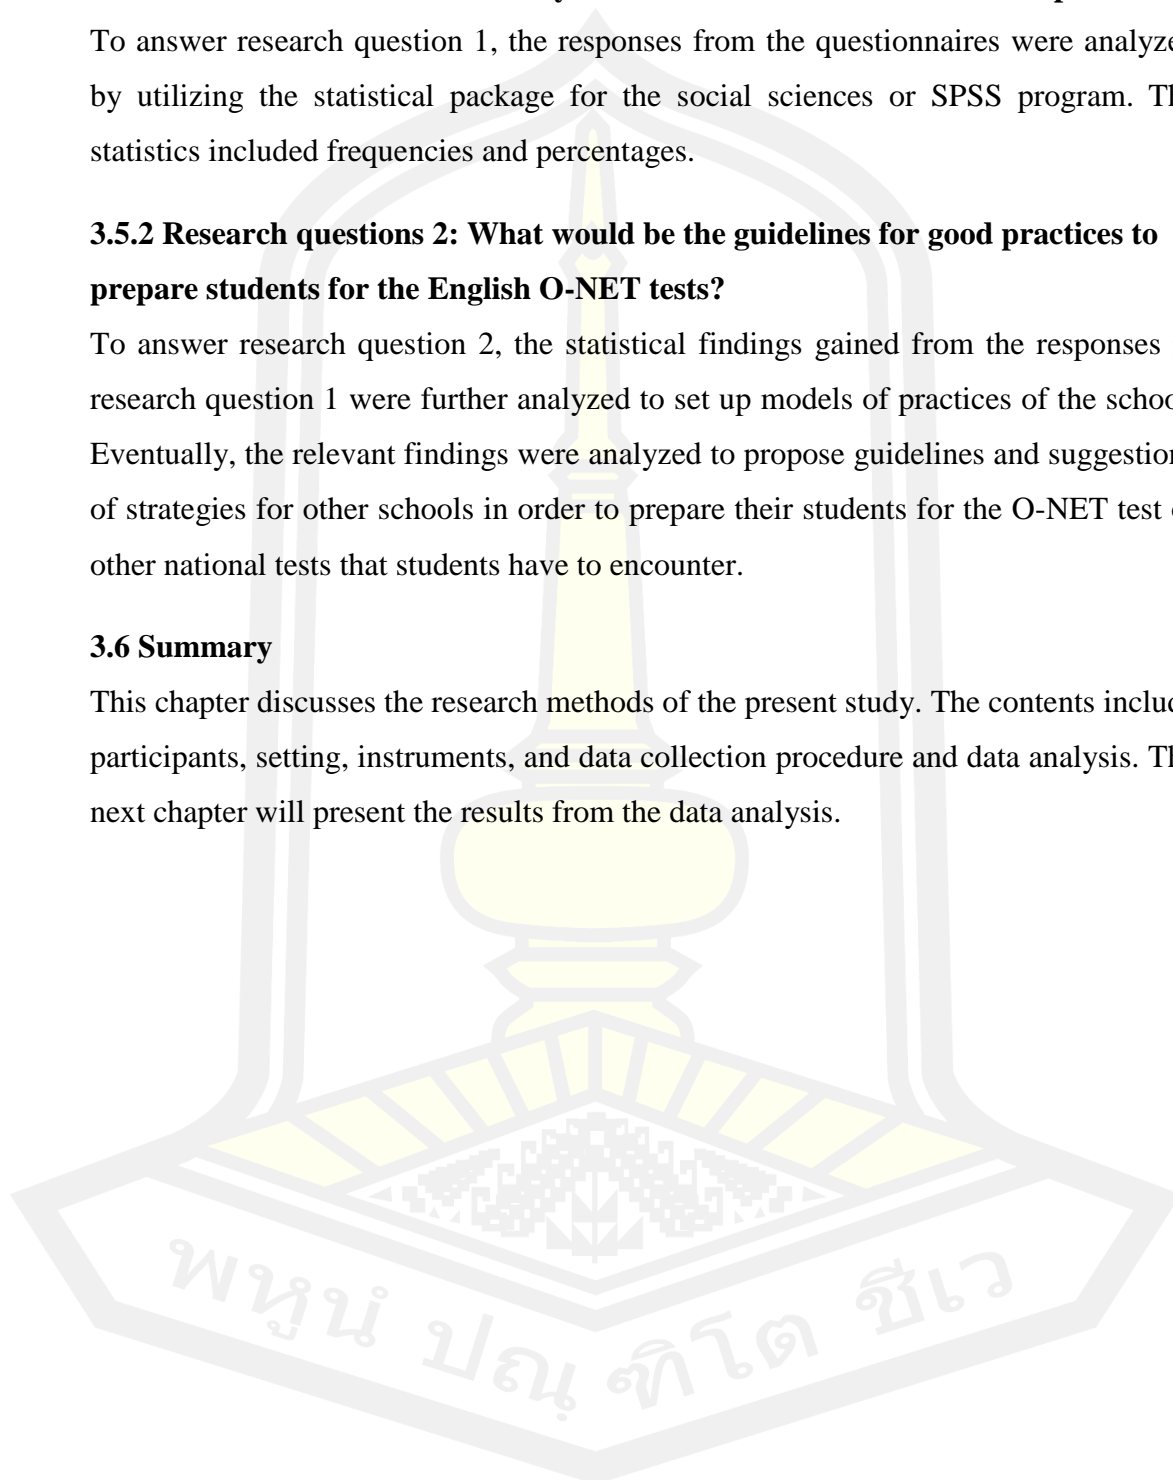 To answer research question 1, the responses from the questionnaires were analyze
by utilizing the statistical package for the social sciences or SPSS program. Th
statistics included frequencies and percentages.
3.5.2 Research questions 2: What would be the guidelines for good practices to
prepare students for the English O-NET tests?
To answer research question 2, the statistical findings gained from the responses
research question 1 were further analyzed to set up models of practices of the schoo
Eventually, the relevant findings were analyzed to propose guidelines and suggestion
of strategies for other schools in order to prepare their students for the O-NET test
other national tests that students have to encounter.
3.6 Summary
This chapter discusses the research methods of the present study. The contents includ
participants, setting, instruments, and data collection procedure and data analysis. Th
next chapter will present the results from the data analysis.
พหูนํ ปณฺฑิโต ชีเว